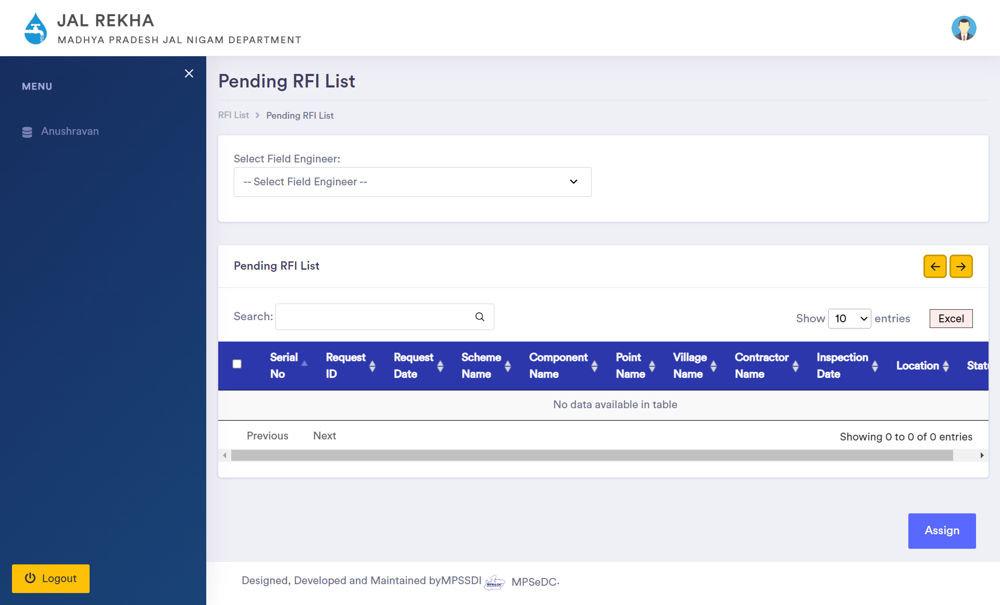 JAL REKHA
MADHYA PRADESH JAL NIGAM DEPARTMENT
MENU
Anushravan
Logout
Pending RFI List
RFI List Pending RFI List
Select Field Engineer:
-- Select Field Engineer --
Pending RFI List
Search:
Show 10 entries Excel
Serial No
Request ID
Request Date
Scheme Name
Component Name
Point Name
Village Name
Contractor Name
Inspection Date
Location
No data available in table
Previous Next
Showing 0 to 0 of 0 entries
Assign
Designed, Developed and Maintained byMPSSDI MPSeDC MPSeDC.